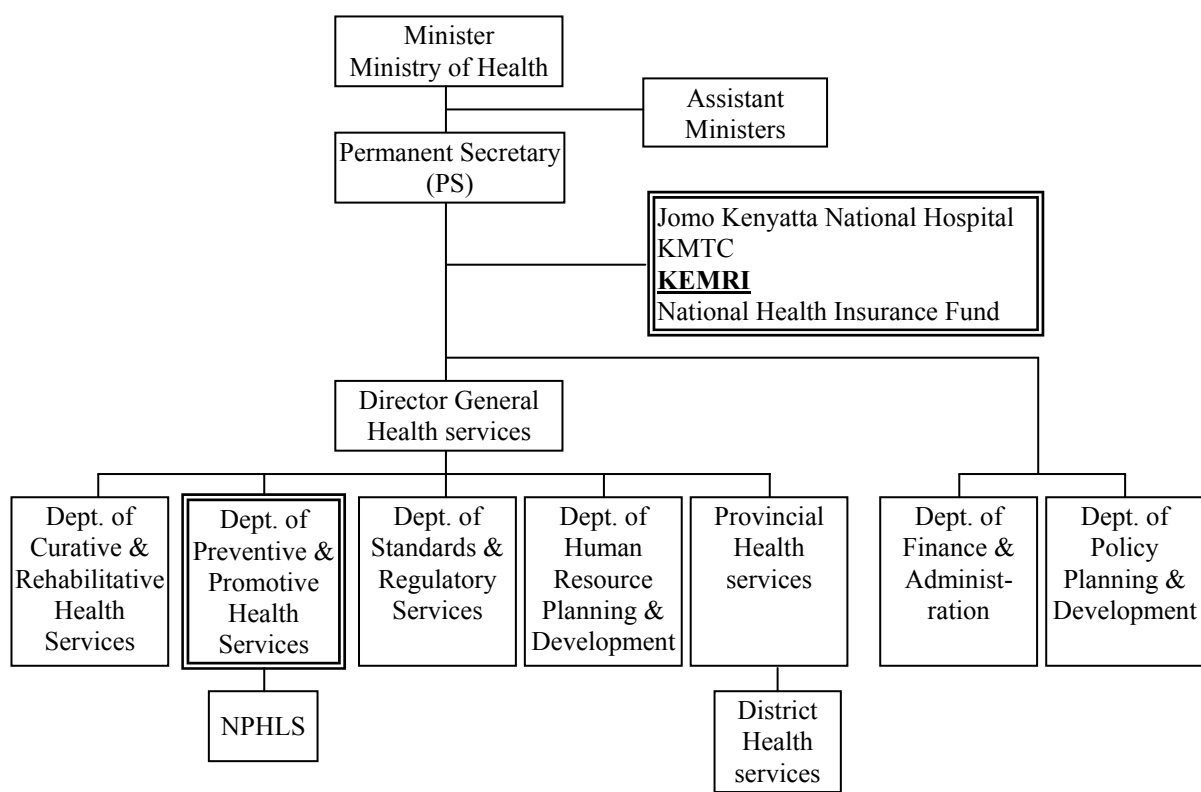 Minister
Ministry of Health
Assistant
Ministers
Permanent Secretary
(PS)
Jomo Kenyatta National Hospital
KMTC
KEMRI
National Health Insurance Fund
Director General
Health services
Dept. of
Curative &
Rehabilitative
Health
Services
Dept. of
Preventive &
Promotive
Health
Services
Dept. of
Standards &
Regulatory
Services
Dept. of
Human
Resource
Planning &
Development
Provincial
Health
services
Dept. of
Finance &
Administ-
ration
Dept. of
Policy
Planning &
Development
NPHLS
District
Health
services